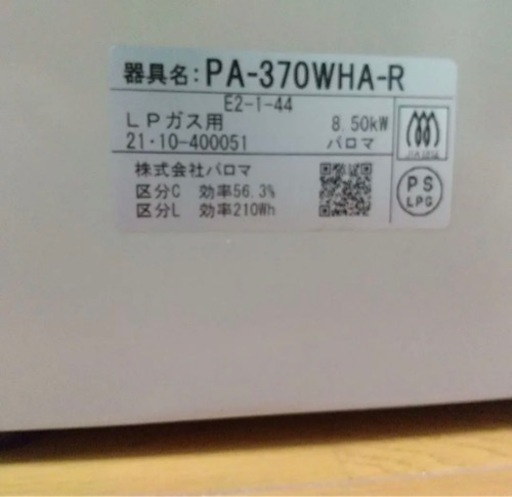 器具名: PA-370WHA-R
E2-1-44
LPガス用 8.50kW
21·10-400051 パロマ
株式会社パロマ
区分C 効率56.3%
区分L 効率210Wh
PS
LPG